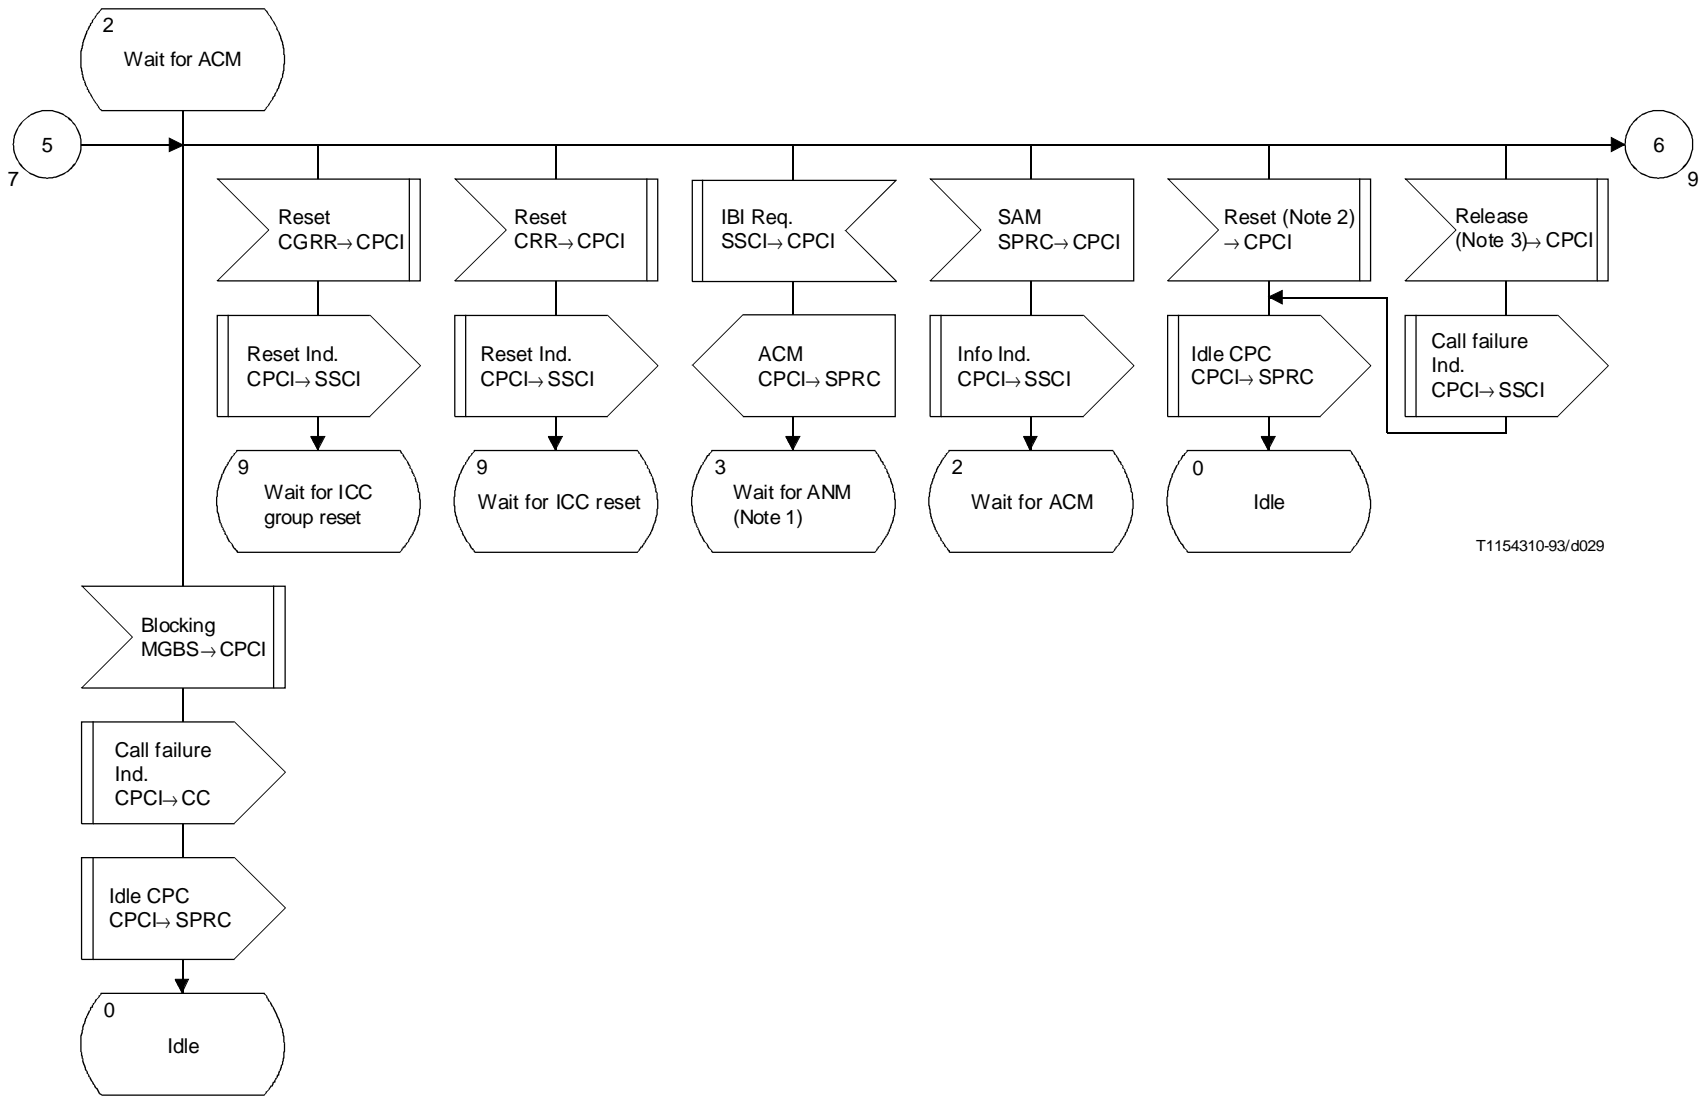 2
Wait for ACM
5
7
6
9
Reset
CGRR→CPCI
Reset
CRR→CPCI
IBI Req.
SSCI→CPCI
SAM
SPRC→CPCI
Reset (Note 2)
→CPCI
Release
(Note 3)→CPCI
Reset Ind.
CPCI→SSCI
Reset Ind.
CPCI→SSCI
ACM
CPCI→SPRC
Info Ind.
CPCI→SSCI
Idle CPC
CPCI→SPRC
Call failure
Ind.
CPCI→SSCI
9
Wait for ICC
group reset
9
Wait for ICC reset
3
Wait for ANM
(Note 1)
2
Wait for ACM
0
Idle
T1154310-93/d029
Blocking
MGBS→CPCI
Call failure
Ind.
CPCI→CC
Idle CPC
CPCI→SPRC
0
Idle